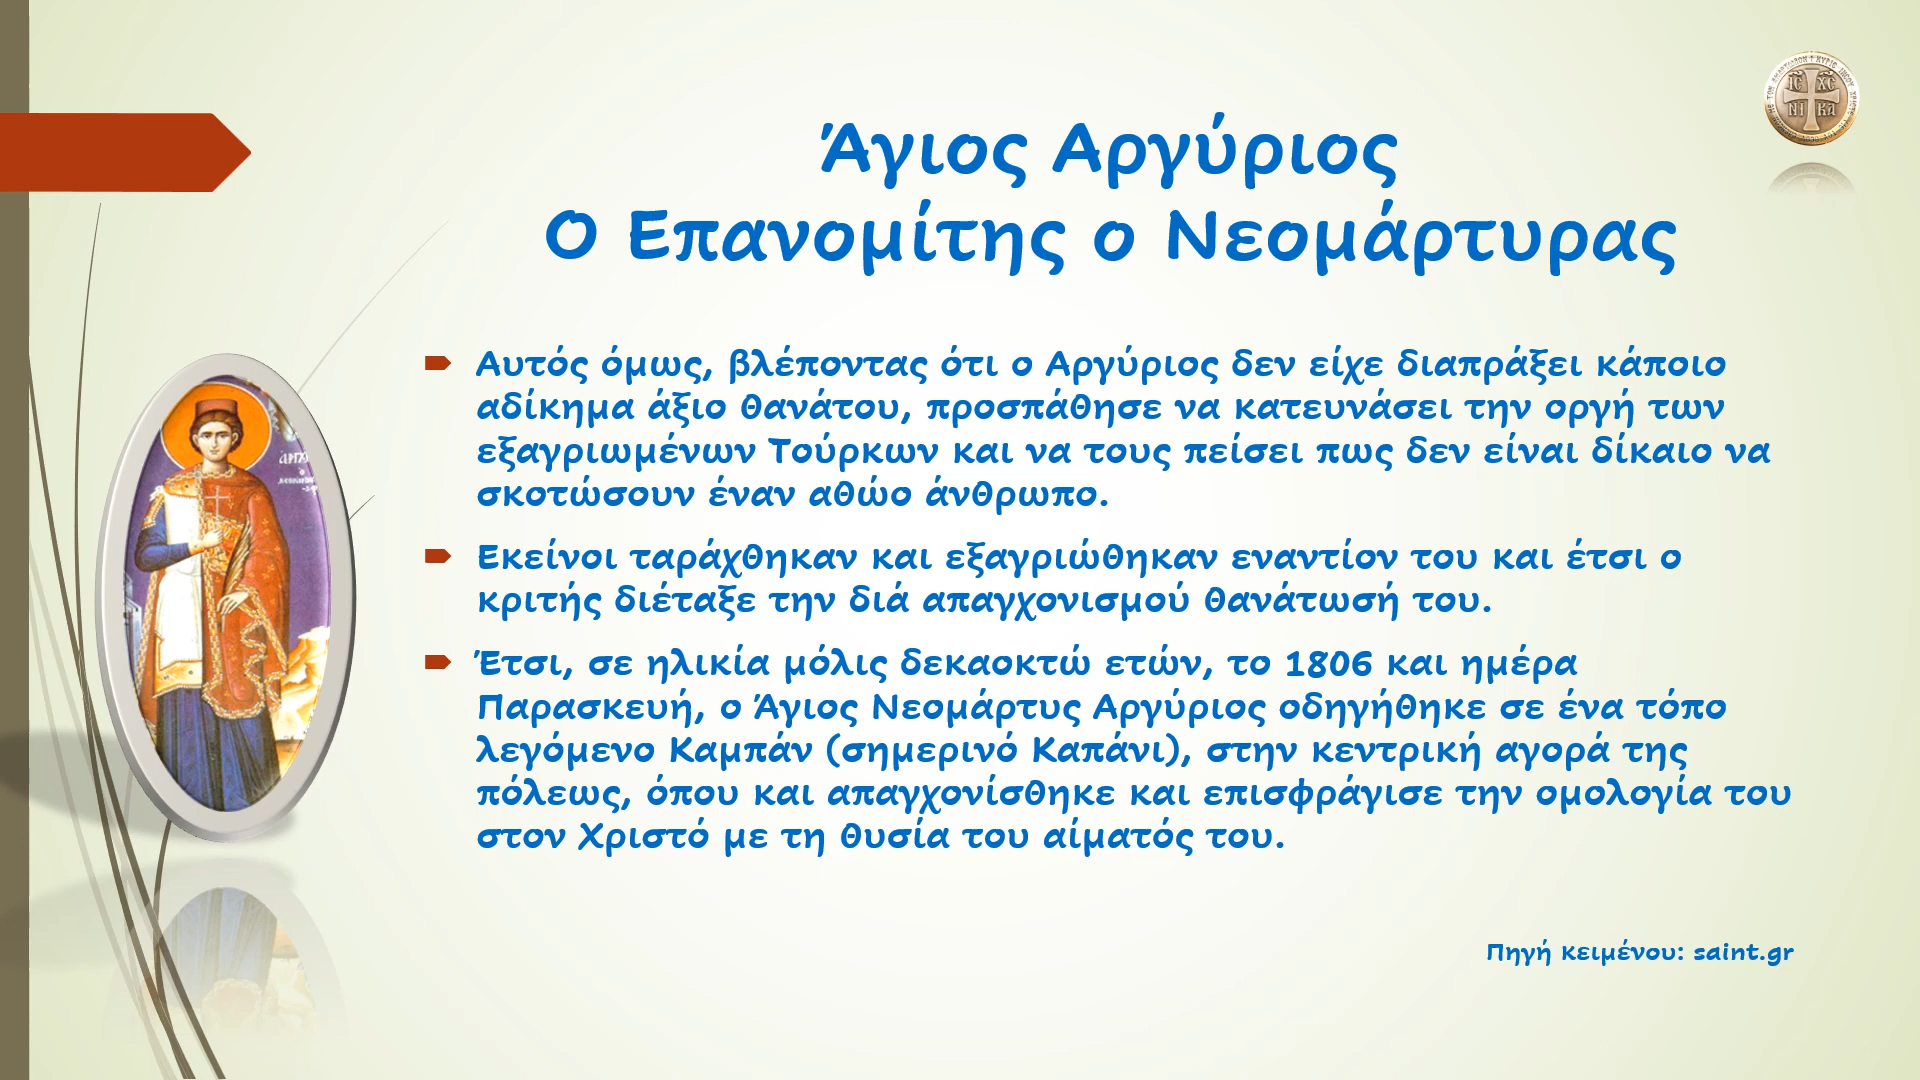 Άγιος Αργύριος
Ο Επανομίτης ο Νεομάρτυρας
Αυτός όμως, βλέποντας ότι ο Αργύριος δεν είχε διαπράξει κάποιο
αδίκημα άξιο θανάτου, προσπάθησε να κατευνάσει την οργή των
εξαγριωμένων Τούρκων και να τους πείσει πως δεν είναι δίκαιο να
σκοτώσουν έναν αθώο άνθρωπο.
Εκείνοι ταράχθηκαν και εξαγριώθηκαν εναντίον του και έτσι ο
κριτής διέταξε την διά απαγχονισμού θανάτωσή του.
Έτσι, σε ηλικία μόλις δεκαοκτώ ετών, το 1806 και ημέρα
Παρασκευή, ο Άγιος Νεομάρτυς Αργύριος οδηγήθηκε σε ένα τόπο
λεγόμενο Καμπάν (σημερινό Καπάνι), στην κεντρική αγορά της
πόλεως, όπου και απαγχονίσθηκε και επισφράγισε την ομολογία του
στον Χριστό με τη θυσία του αίματός του.
Πηγή κειμένου: saint.gr
IC XC
NI KA